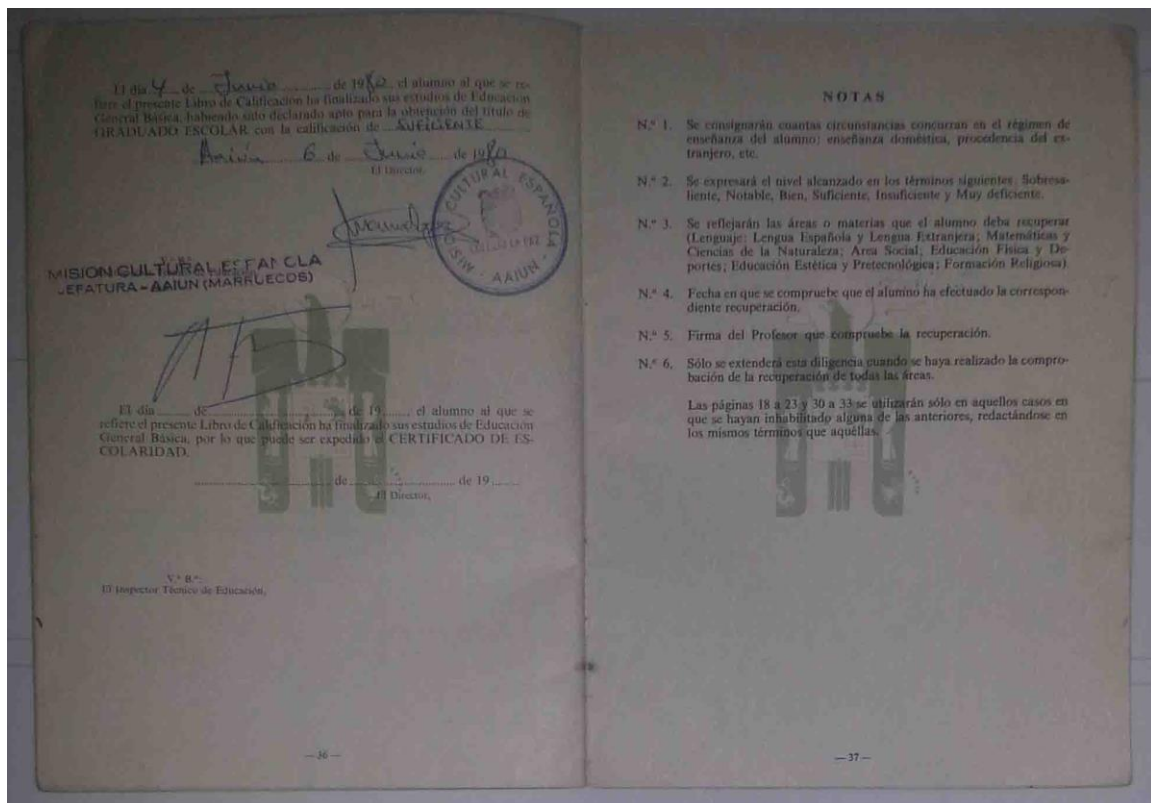 El día 4 de Junio de 1980, el alumno al que se re-
fiere el presente Libro de Calificación ha finalizado sus estudios de Educación
General Básica, habiendo sido declarado apto para la obtención del título de
GRADUADO ESCOLAR con la calificación de SUFICIENTE
Aaiún 6 de Junio de 1980
El Director,
MISION CULTURAL ESPAÑOLA
COLEGIO LA PAZ
· AAIUN ·
MISION CULTURAL ESPAÑOLA
JEFATURA - AAIUN (MARRUECOS)
El día ........ de ........ de 19 ........ el alumno al que se
refiere el presente Libro de Calificación ha finalizado sus estudios de Educación
General Básica, por lo que puede ser expedido el CERTIFICADO DE ES-
COLARIDAD.
........ de ........ de 19 ........
El Director,
V.º B.º:
El Inspector Técnico de Educación,
— 36 —
NOTAS
N.º 1. Se consignarán cuantas circunstancias concurran en el régimen de
enseñanza del alumno: enseñanza doméstica, procedencia del ex-
tranjero, etc.
N.º 2. Se expresará el nivel alcanzado en los términos siguientes: Sobresa-
liente, Notable, Bien, Suficiente, Insuficiente y Muy deficiente.
N.º 3. Se reflejarán las áreas o materias que el alumno deba recuperar
(Lenguaje: Lengua Española y Lengua Extranjera; Matemáticas y
Ciencias de la Naturaleza; Area Social; Educación Física y De-
portes; Educación Estética y Pretecnológica; Formación Religiosa).
N.º 4. Fecha en que se compruebe que el alumno ha efectuado la correspon-
diente recuperación.
N.º 5. Firma del Profesor que compruebe la recuperación.
N.º 6. Sólo se extenderá esta diligencia cuando se haya realizado la compro-
bación de la recuperación de todas las áreas.
Las páginas 18 a 23 y 30 a 33 se utilizarán sólo en aquellos casos en
que se hayan inhabilitado alguna de las anteriores, redactándose en
los mismos términos que aquéllas.
— 37 —